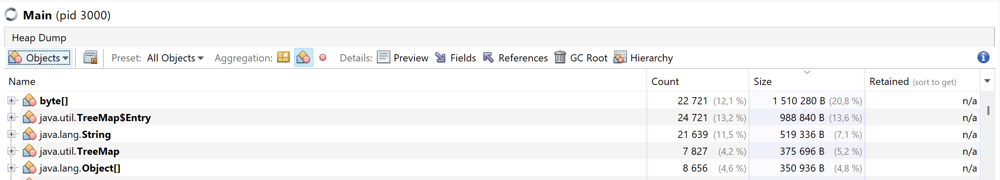 Main (pid 3000)
Heap Dump
Objects Preset: All Objects Aggregation: Details: Preview Fields References GC Root Hierarchy
Name Count Size Retained (sort to get)
byte[] 22 721 (12,1 %) 1 510 280 B (20,8 %) n/a
java.util.TreeMap$Entry 24 721 (13,2 %) 988 840 B (13,6 %) n/a
java.lang.String 21 639 (11,5 %) 519 336 B (7,1 %) n/a
java.util.TreeMap 7 827 (4,2 %) 375 696 B (5,2 %) n/a
java.lang.Object[] 8 656 (4,6 %) 350 936 B (4,8 %) n/a